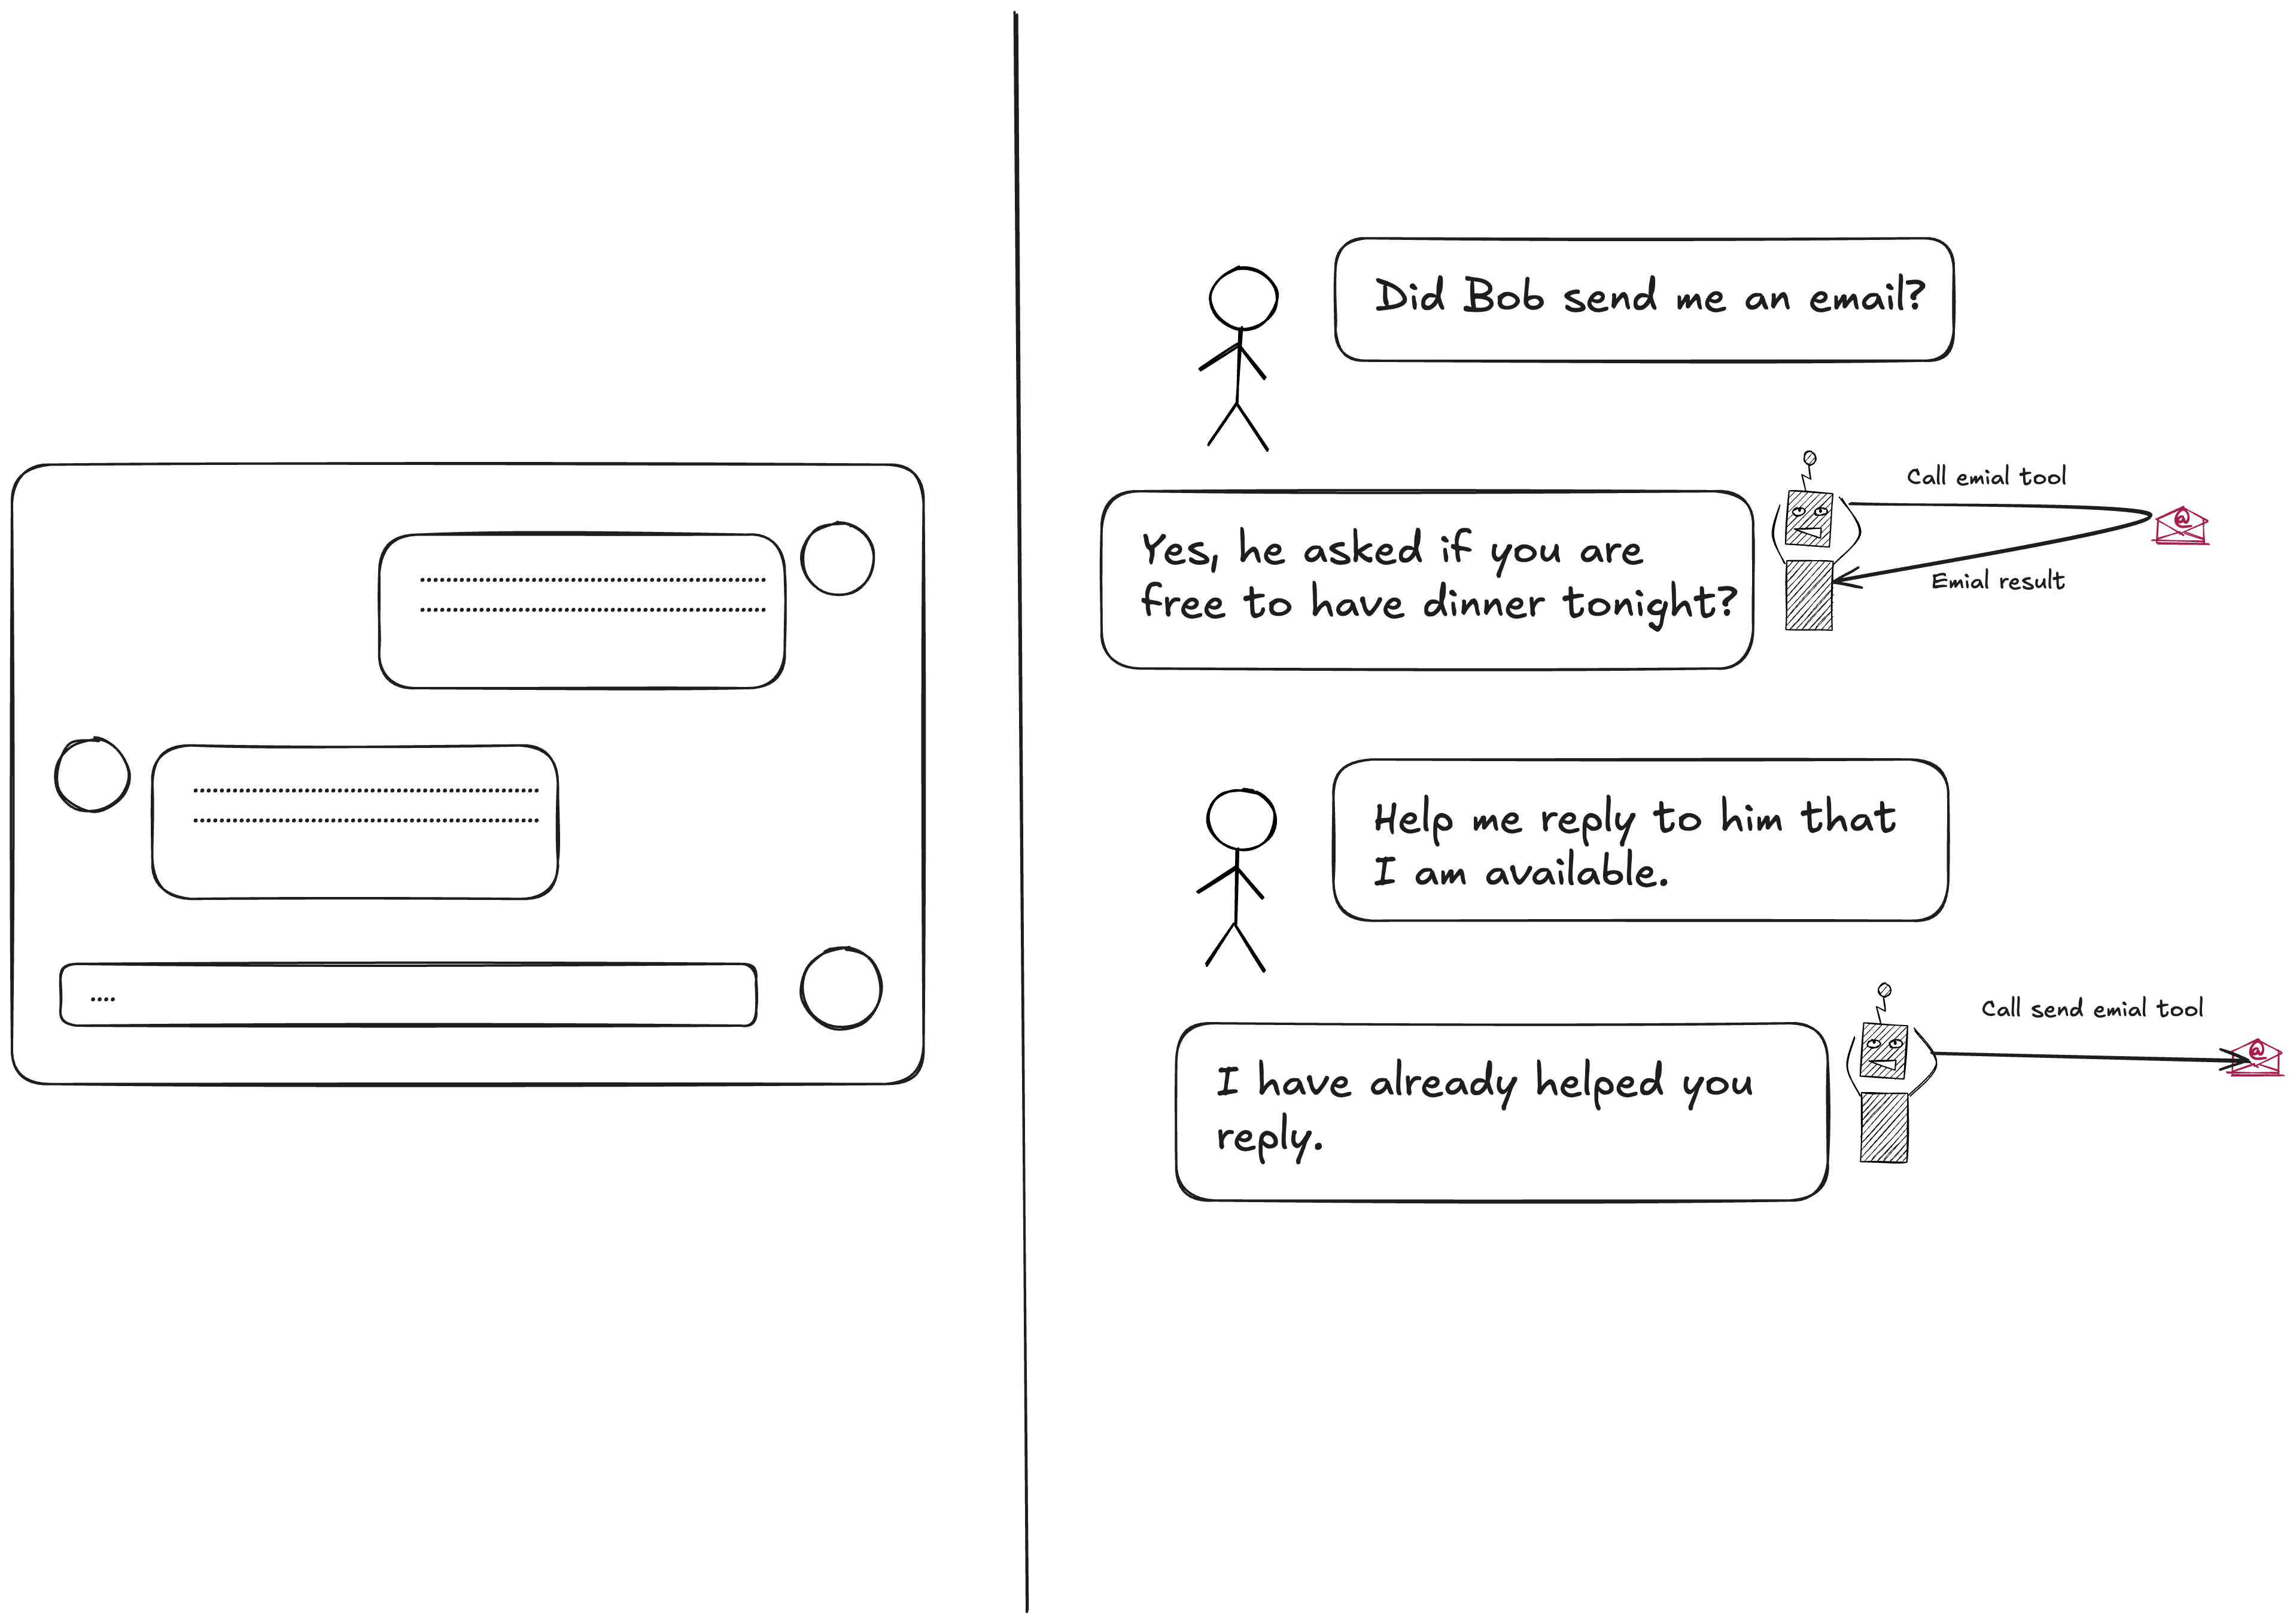 Did Bob send me an email?
Call emial tool
@
Yes, he asked if you are
free to have dinner tonight?
Emial result
Help me reply to him that
I am available.
Call send emial tool
@
I have already helped you
reply.
....